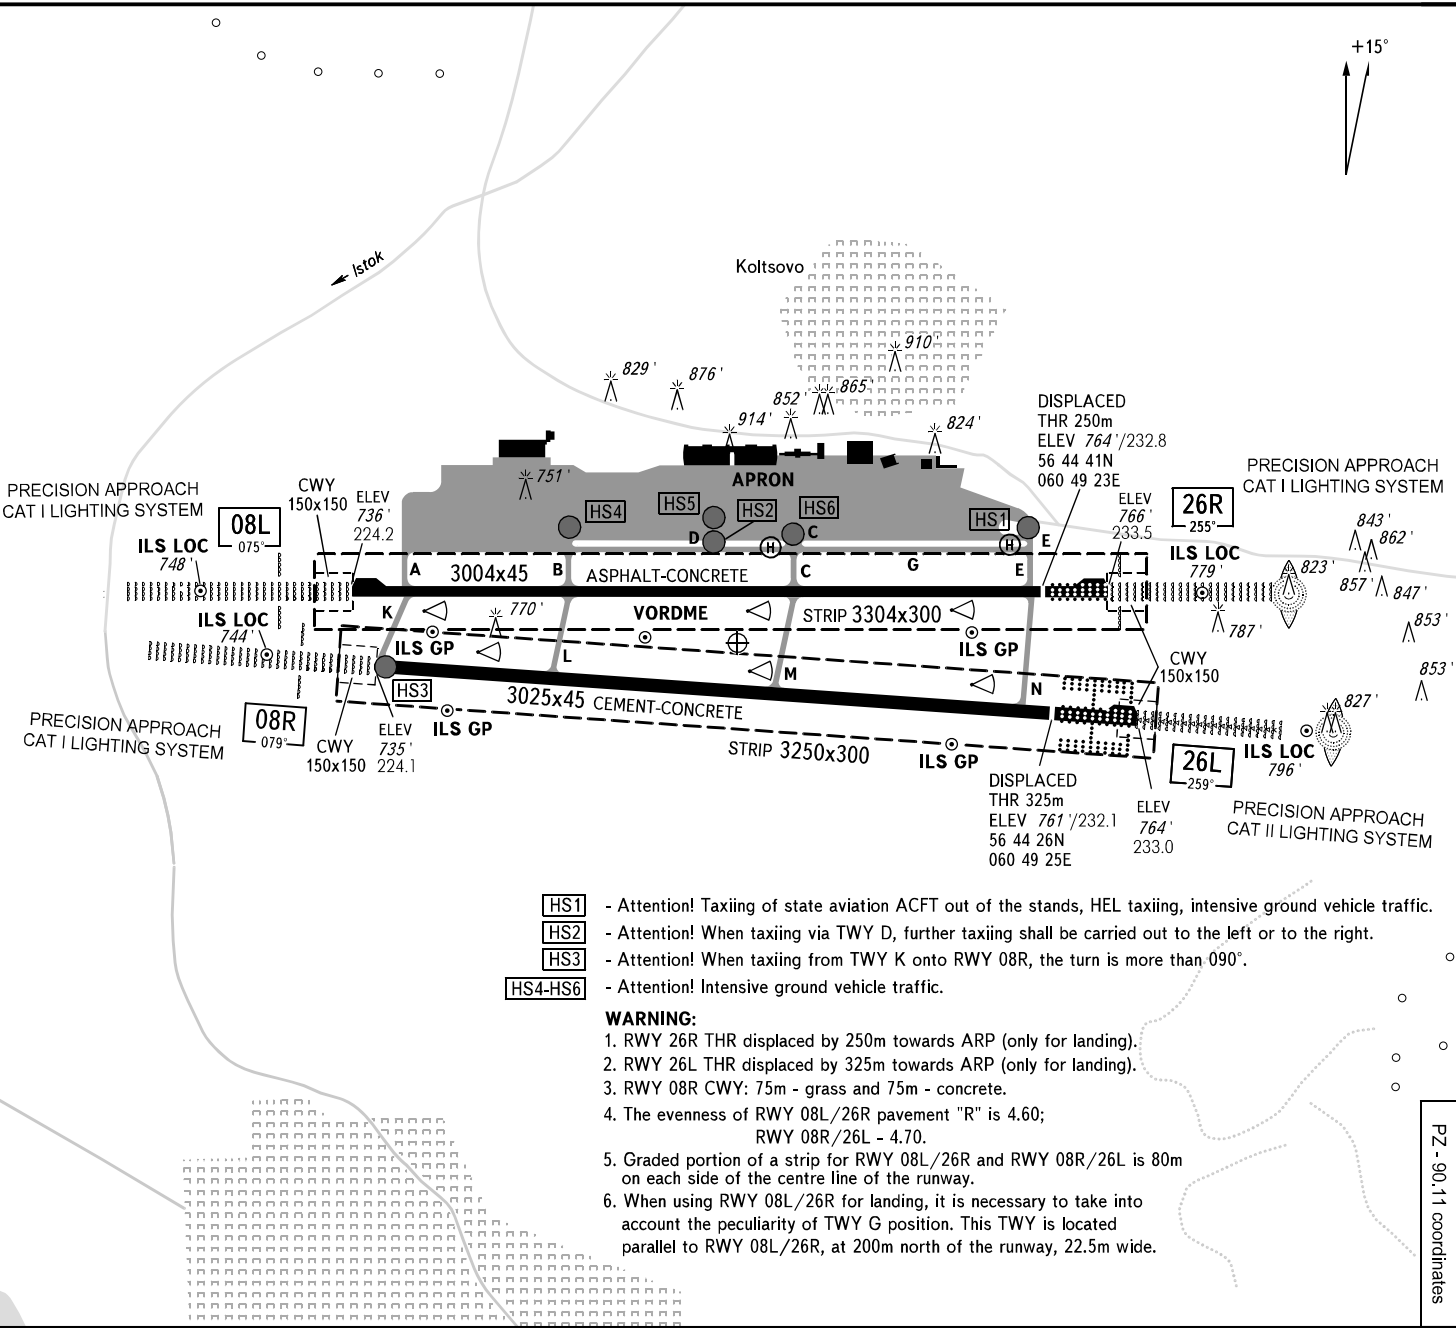 +15°
Istok
Koltsovo
910'
829'
876'
865'
852'
914'
824'
751'
APRON
DISPLACED
THR 250m
ELEV 764'/232.8
56 44 41N
060 49 23E
PRECISION APPROACH
CAT I LIGHTING SYSTEM
CWY
150x150
ELEV
736'
224.2
08L
075°
ILS LOC
748'
ILS LOC
744'
HS4
HS5
HS2
HS6
HS1
D
C
E
H
H
A
3004x45
B
ASPHALT-CONCRETE
C
G
E
ELEV
766'
233.5
26R
255°
PRECISION APPROACH
CAT I LIGHTING SYSTEM
ILS LOC
779'
823'
843'
862'
857'
847'
853'
853'
787'
827'
K
770'
VORDME
STRIP 3304x300
ILS GP
ILS GP
L
M
N
CWY
150x150
HS3
3025x45 CEMENT-CONCRETE
ILS GP
STRIP 3250x300
ILS GP
PRECISION APPROACH
CAT I LIGHTING SYSTEM
08R
079°
CWY
150x150
ELEV
735'
224.1
26L
259°
ILS LOC
796'
DISPLACED
THR 325m
ELEV 761'/232.1
56 44 26N
060 49 25E
ELEV
764'
233.0
PRECISION APPROACH
CAT II LIGHTING SYSTEM
HS1 - Attention! Taxiing of state aviation ACFT out of the stands, HEL taxiing, intensive ground vehicle traffic.
HS2 - Attention! When taxiing via TWY D, further taxiing shall be carried out to the left or to the right.
HS3 - Attention! When taxiing from TWY K onto RWY 08R, the turn is more than 090°.
HS4-HS6 - Attention! Intensive ground vehicle traffic.
WARNING:
1. RWY 26R THR displaced by 250m towards ARP (only for landing).
2. RWY 26L THR displaced by 325m towards ARP (only for landing).
3. RWY 08R CWY: 75m - grass and 75m - concrete.
4. The evenness of RWY 08L/26R pavement "R" is 4.60;
RWY 08R/26L - 4.70.
5. Graded portion of a strip for RWY 08L/26R and RWY 08R/26L is 80m
on each side of the centre line of the runway.
6. When using RWY 08L/26R for landing, it is necessary to take into
account the peculiarity of TWY G position. This TWY is located
parallel to RWY 08L/26R, at 200m north of the runway, 22.5m wide.
PZ - 90.11 coordinates